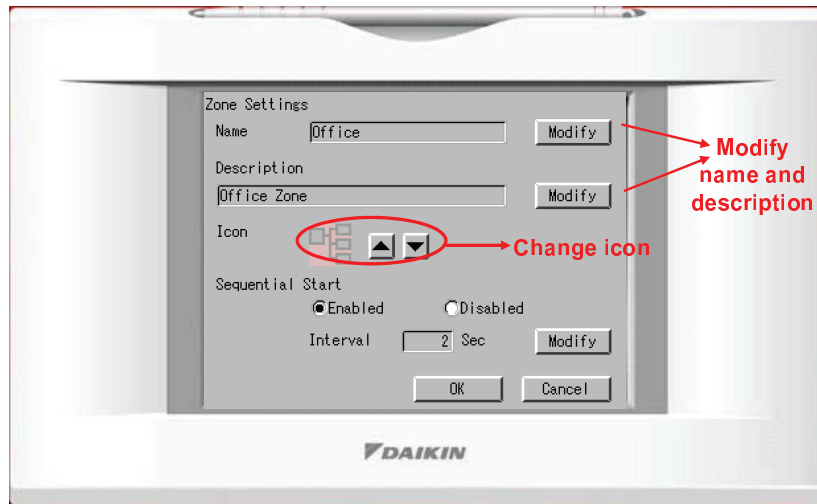 Zone Settings
Name Office Modify
Modify name and description
Description
Office Zone Modify
Icon
Change icon
Sequential Start
Enabled Disabled
Interval 2 Sec Modify
OK Cancel
DAIKIN